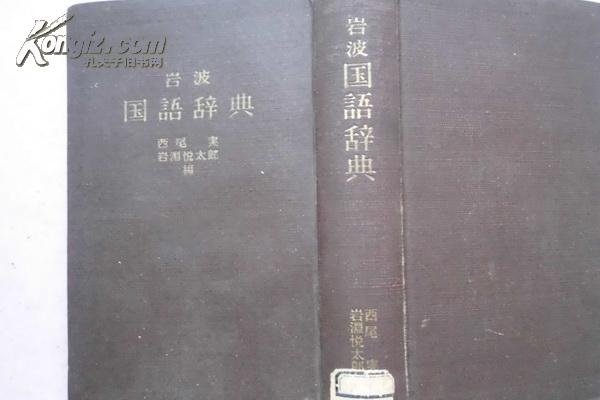 Kongfz.com
孔夫子旧书网
岩波
国語辞典
西尾 実
岩淵悦太郎
編
岩波
国語辞典
西尾 実
岩淵悦太郎